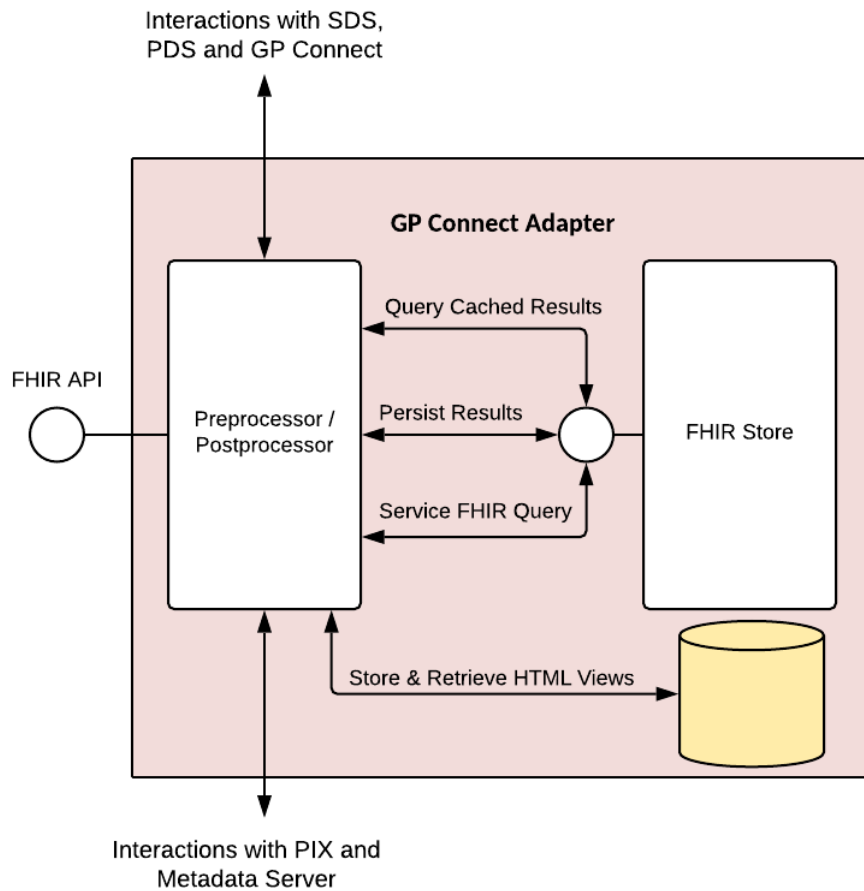 Interactions with SDS,
PDS and GP Connect
GP Connect Adapter
Query Cached Results
FHIR API
Preprocessor /
Postprocessor
Persist Results
FHIR Store
Service FHIR Query
Store & Retrieve HTML Views
Interactions with PIX and
Metadata Server